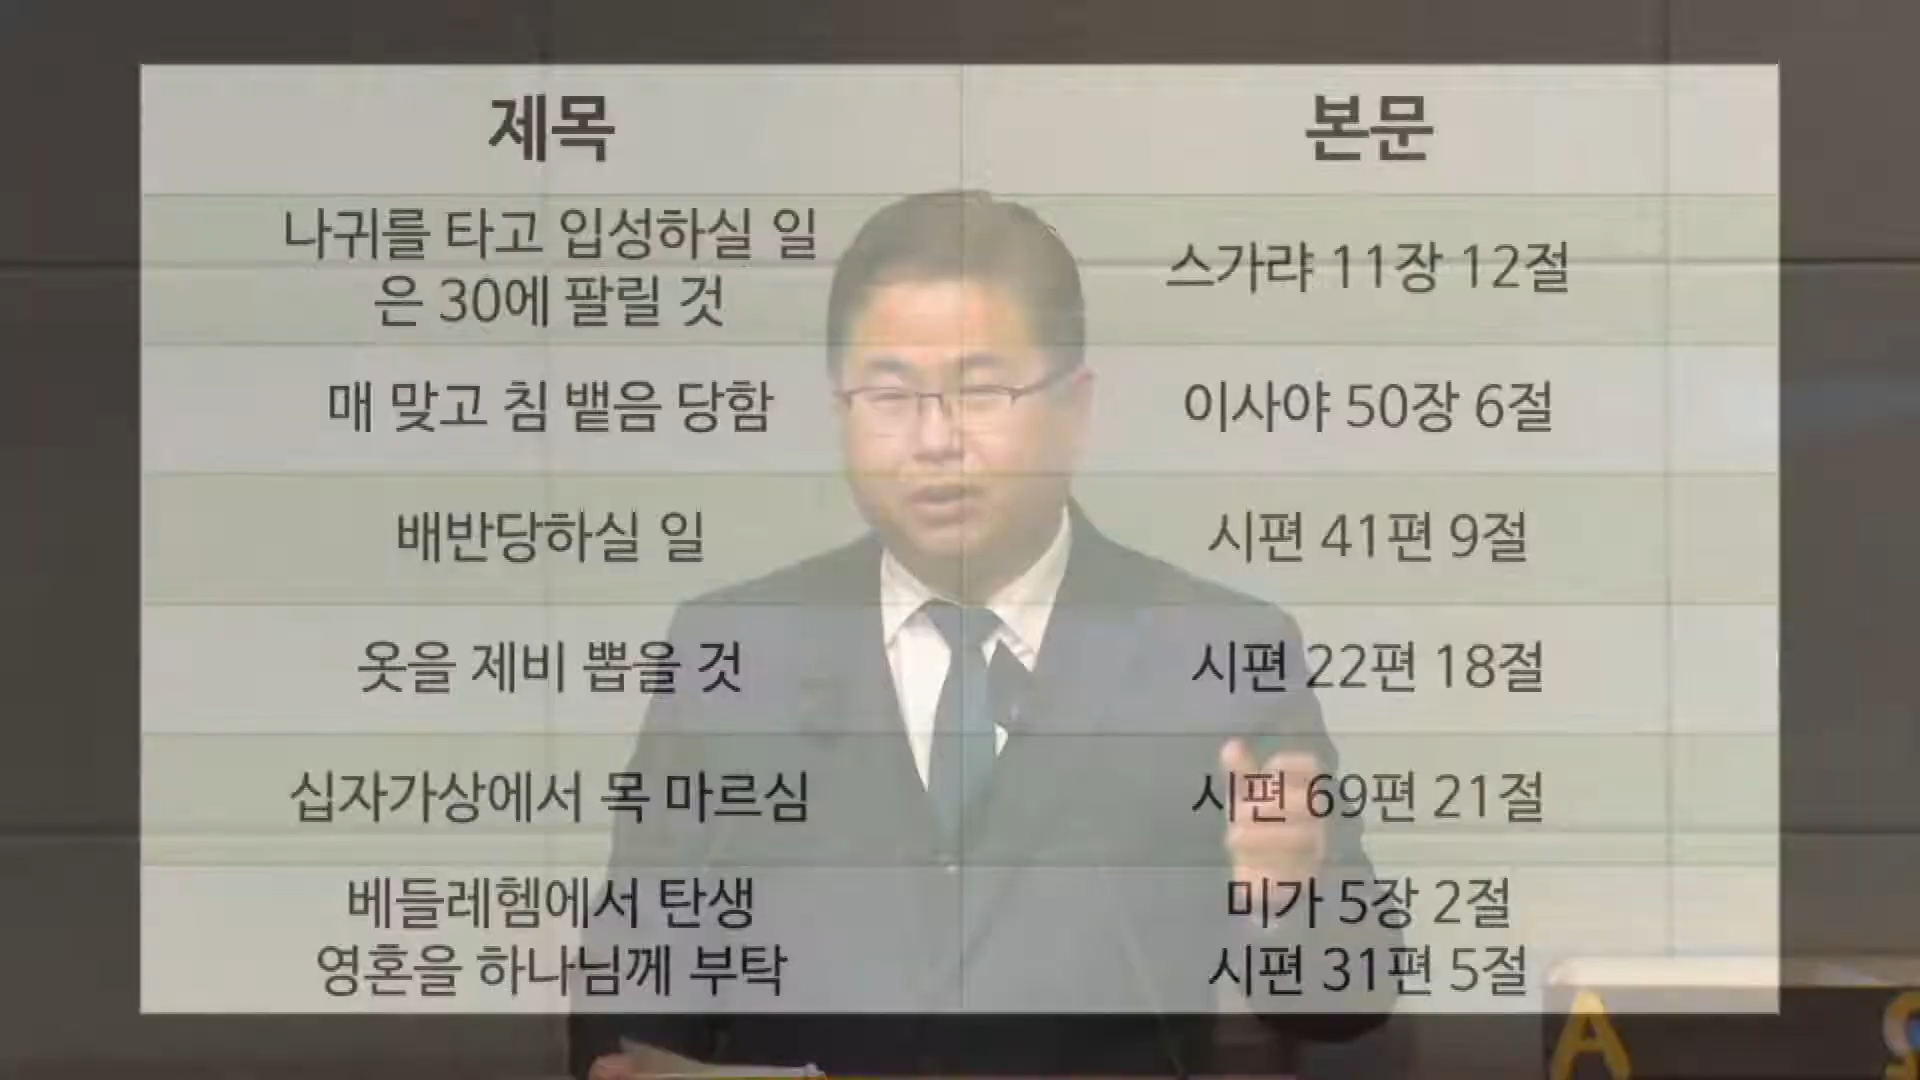 제목
본문
나귀를 타고 입성하실 일
은 30에 팔릴 것
스가랴 11장 12절
매 맞고 침 뱉음 당함
이사야 50장 6절
배반당하실 일
시편 41편 9절
옷을 제비 뽑을 것
시편 22편 18절
십자가상에서 목 마르심
시편 69편 21절
베들레헴에서 탄생
미가 5장 2절
영혼을 하나님께 부탁
시편 31편 5절
A